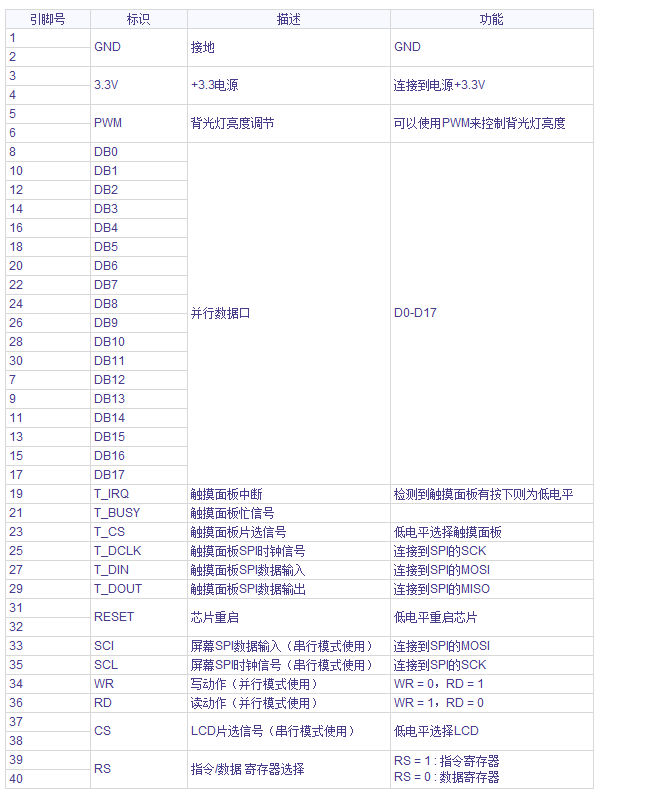 引脚号 标识 描述 功能
1
GND 接地 GND
2
3
3.3V +3.3电源 连接到电源+3.3V
4
5
PWM 背光灯亮度调节 可以使用PWM来控制背光灯亮度
6
8 DB0
10 DB1
12 DB2
14 DB3
16 DB4
18 DB5
20 DB6
22 DB7
24 DB8
并行数据口 D0-D17
26 DB9
28 DB10
30 DB11
7 DB12
9 DB13
11 DB14
13 DB15
15 DB16
17 DB17
19 T_IRQ 触摸面板中断 检测到触摸面板有按下则为低电平
21 T_BUSY 触摸面板忙信号
23 T_CS 触摸面板片选信号 低电平选择触摸面板
25 T_DCLK 触摸面板SPI时钟信号 连接到SPI的SCK
27 T_DIN 触摸面板SPI数据输入 连接到SPI的MOSI
29 T_DOUT 触摸面板SPI数据输出 连接到SPI的MISO
31
RESET 芯片重启 低电平重启芯片
32
33 SCI 屏幕SPI数据输入（串行模式使用） 连接到SPI的MOSI
35 SCL 屏幕SPI时钟信号（串行模式使用） 连接到SPI的SCK
34 WR 写动作（并行模式使用） WR = 0，RD = 1
36 RD 读动作（并行模式使用） WR = 1，RD = 0
37
CS LCD片选信号（串行模式使用） 低电平选择LCD
38
39
RS 指令/数据 寄存器选择 RS = 1 : 指令寄存器
RS = 0 : 数据寄存器
40